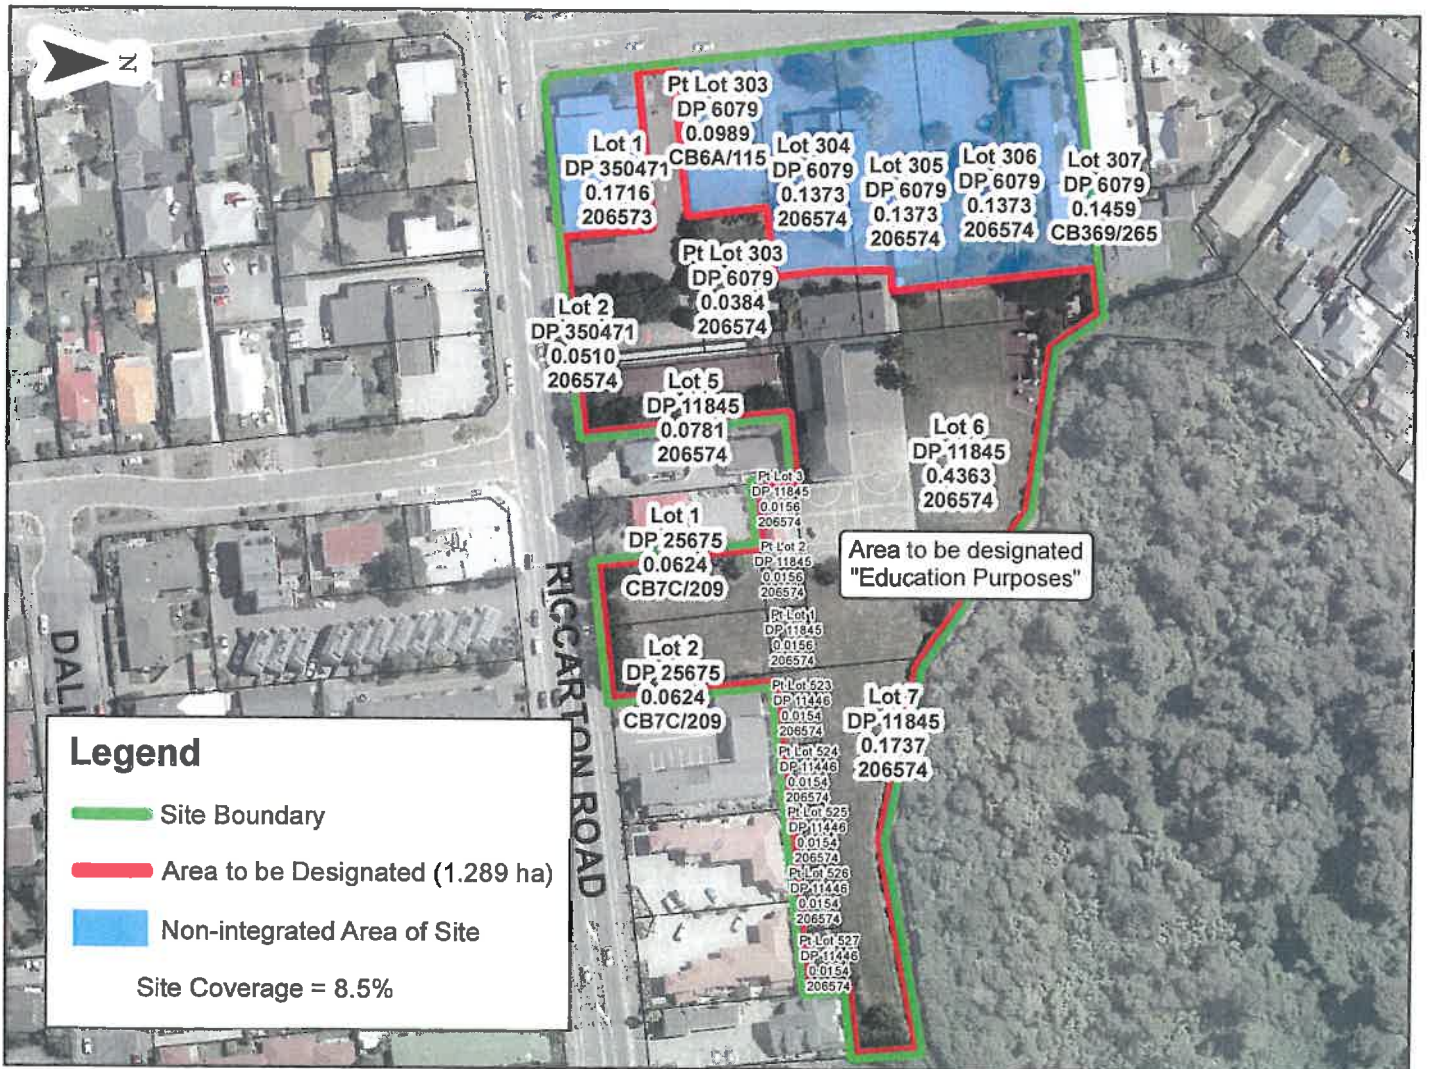 N
Pt Lot 303
DP 6079
0.0989
CB6A/115
Lot 1
DP 350471
0.1716
206573
Lot 304
DP 6079
0.1373
206574
Lot 305
DP 6079
0.1373
206574
Lot 306
DP 6079
0.1373
206574
Lot 307
DP 6079
0.1459
CB369/265
Pt Lot 303
DP 6079
0.0384
206574
Lot 2
DP 350471
0.0510
206574
Lot 5
DP 11845
0.0781
206574
Lot 6
DP 11845
0.4363
206574
Pt Lot 3
DP 11845
0.0156
206574
1
Lot 1
DP 25675
0.0624
CB7C/209
Pt Lot 2
DP 11845
0.0156
206574
Area to be designated
"Education Purposes"
Pt Lot 1
DP 11845
0.0156
206574
Lot 2
DP 25675
0.0624
CB7C/209
Pt Lot 523
DP 11446
0.0154
206574
Lot 7
DP 11845
0.1737
206574
Pt Lot 524
DP 11446
0.0154
206574
Pt Lot 525
DP 11446
0.0154
206574
Pt Lot 526
DP 11446
0.0154
206574
Pt Lot 527
DP 11446
0.0154
206574
RICCARTON ROAD
DALL
Legend
Site Boundary
Area to be Designated (1.289 ha)
Non-integrated Area of Site
Site Coverage = 8.5%